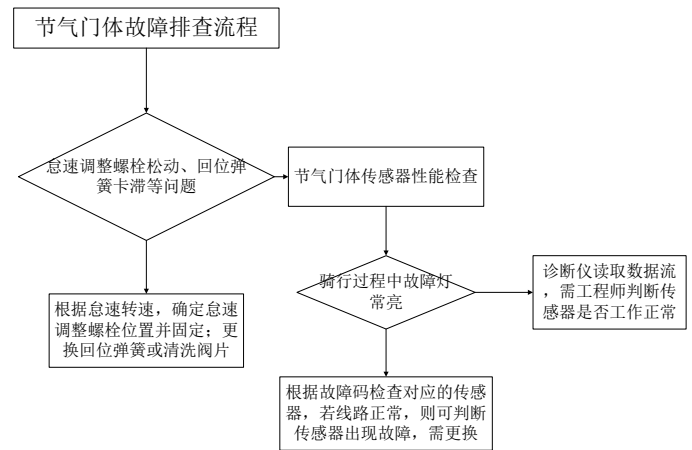 节气门体故障排查流程
怠速调整螺栓松动、回位弹
簧卡滞等问题
节气门体传感器性能检查
根据怠速转速，确定怠速
调整螺栓位置并固定；更
换回位弹簧或清洗阀片
骑行过程中故障灯
常亮
诊断仪读取数据流
，需工程师判断传
感器是否工作正常
根据故障码检查对应的传感
器，若线路正常，则可判断
传感器出现故障，需更换